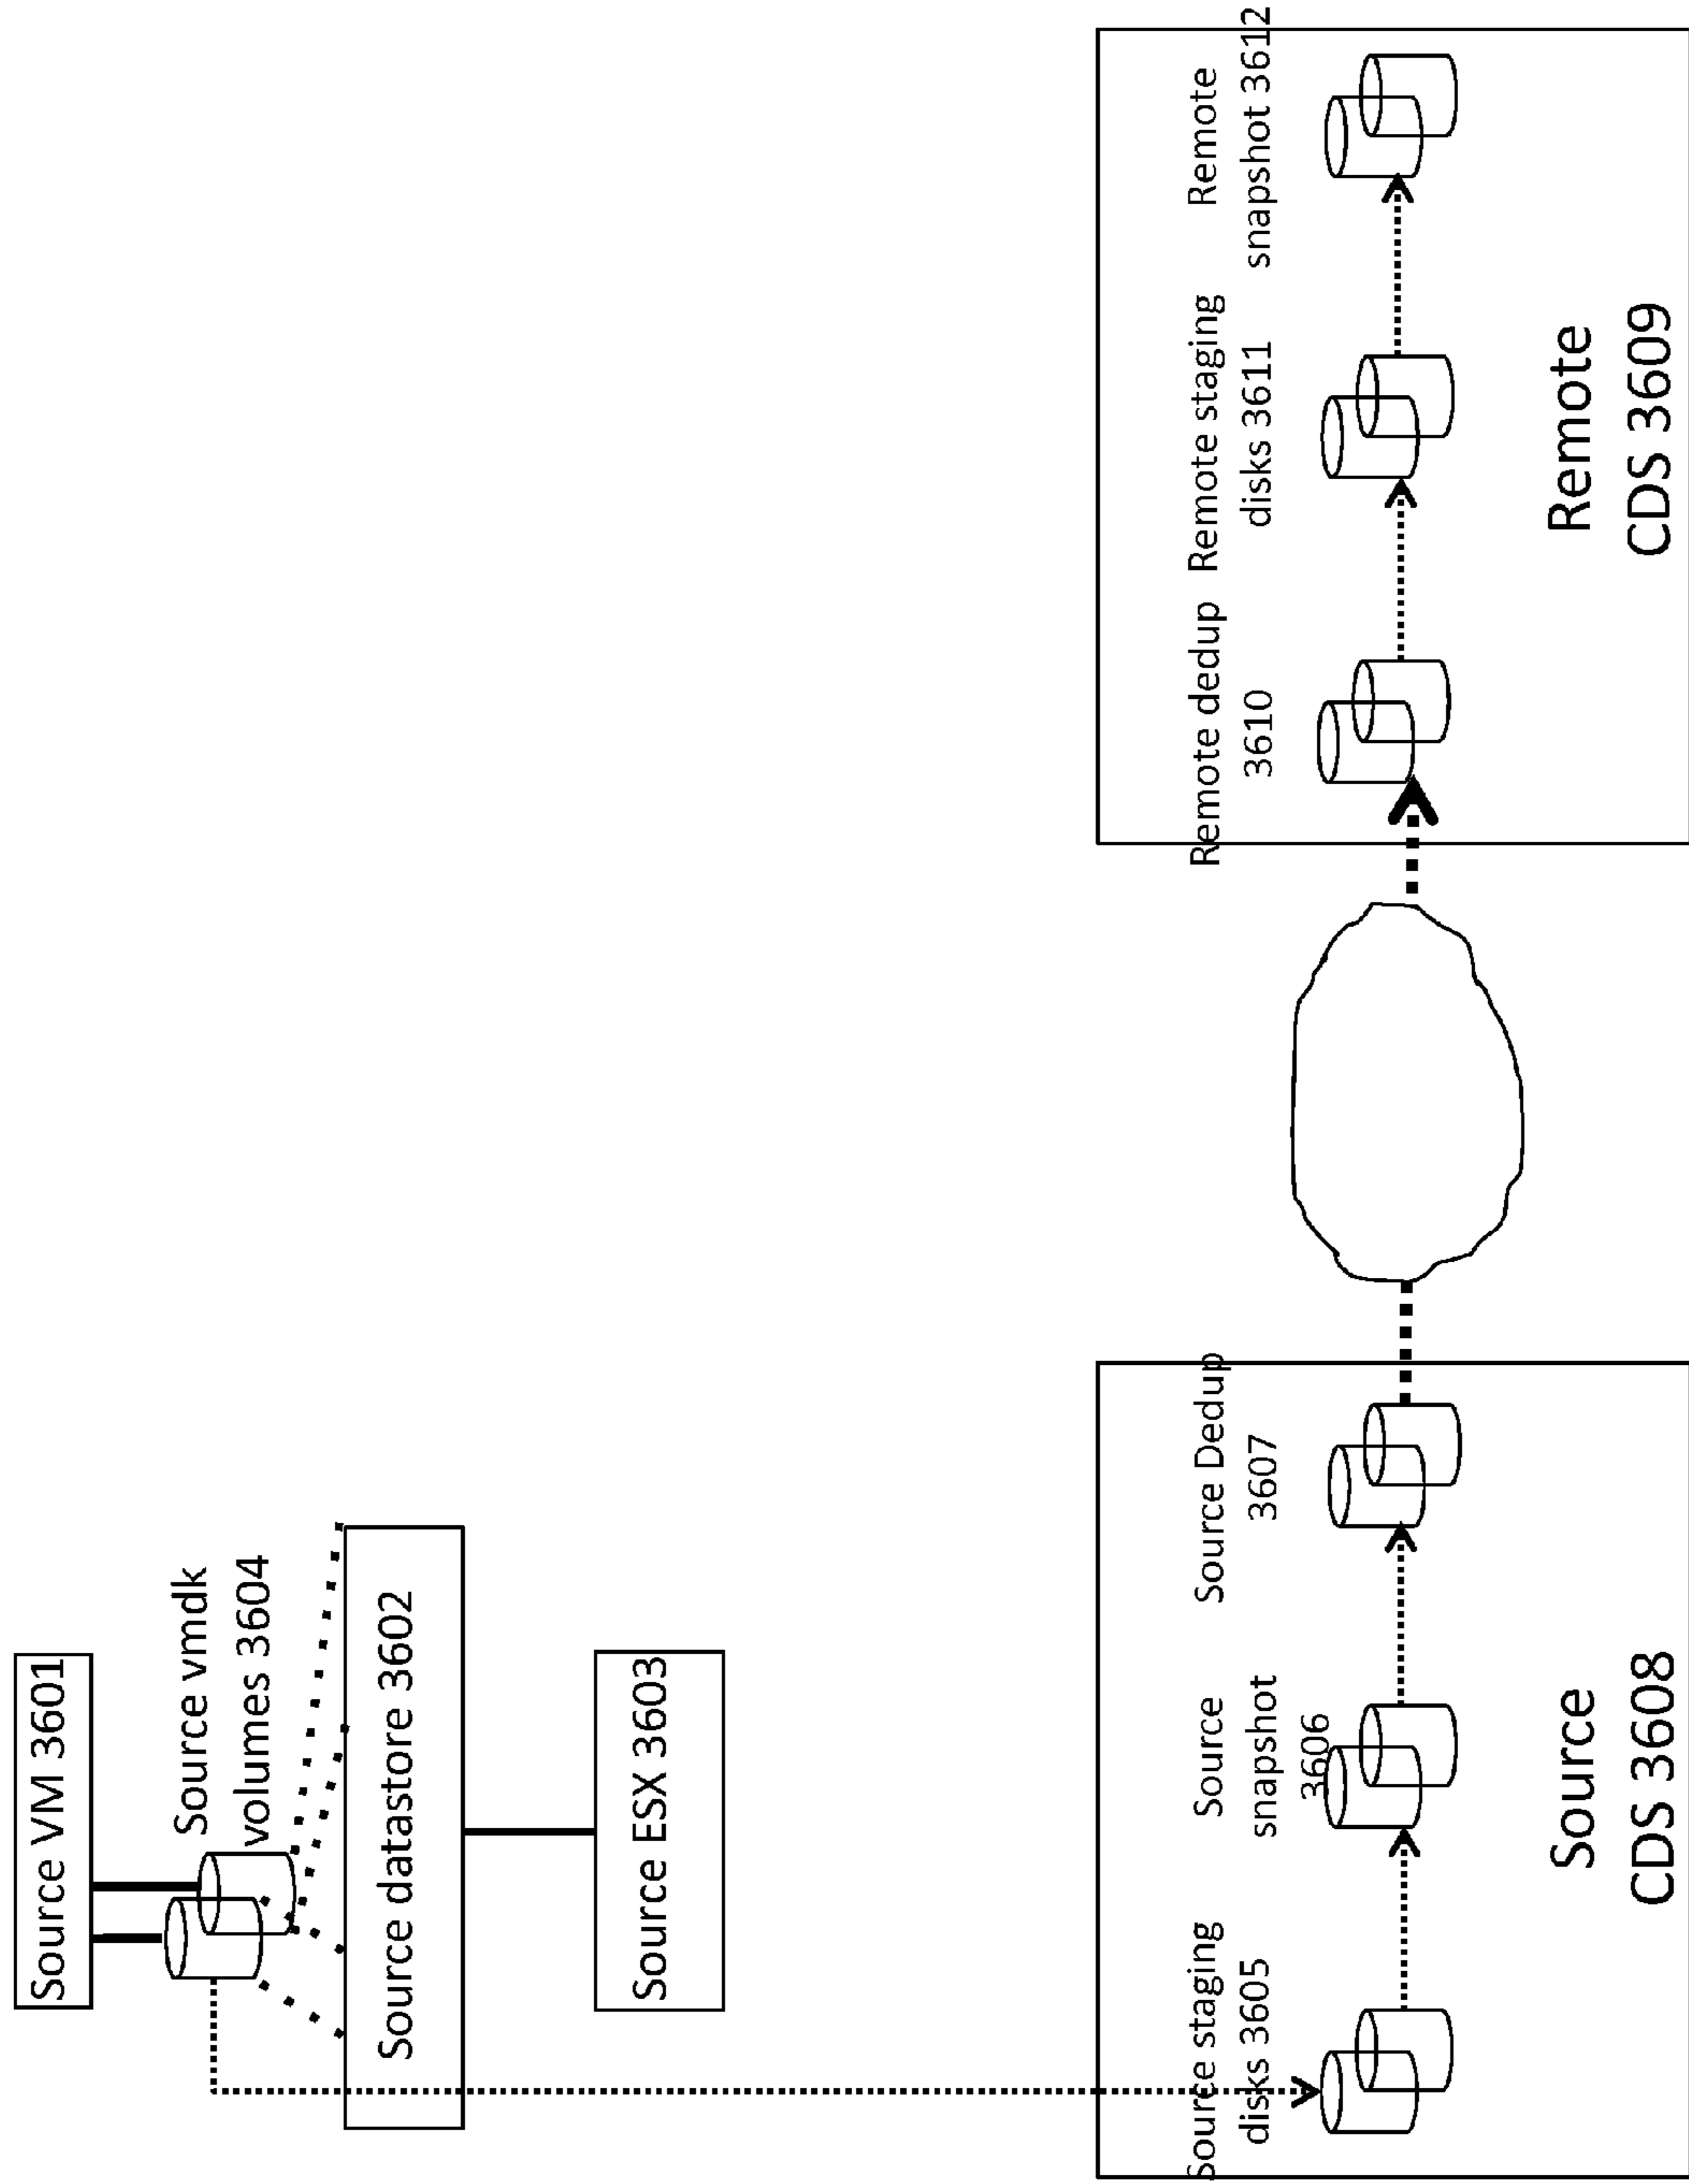 Source VM 3601
Source vmdk
volumes 3604
Source datastore 3602
Source ESX 3603
Source staging
disks 3605
Source
snapshot
3606
Source Dedup
3607
Source
CDS 3608
Remote dedup
3610
Remote staging
disks 3611
Remote
snapshot 3612
Remote
CDS 3609